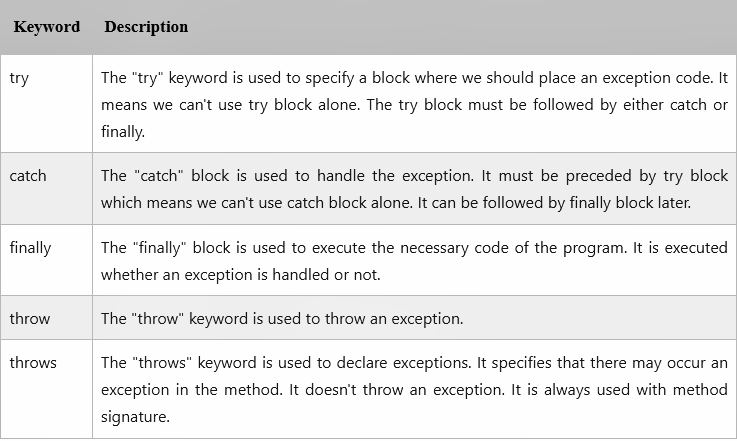 Keyword Description
try The "try" keyword is used to specify a block where we should place an exception code. It
means we can't use try block alone. The try block must be followed by either catch or
finally.
catch The "catch" block is used to handle the exception. It must be preceded by try block
which means we can't use catch block alone. It can be followed by finally block later.
finally The "finally" block is used to execute the necessary code of the program. It is executed
whether an exception is handled or not.
throw The "throw" keyword is used to throw an exception.
throws The "throws" keyword is used to declare exceptions. It specifies that there may occur an
exception in the method. It doesn't throw an exception. It is always used with method
signature.